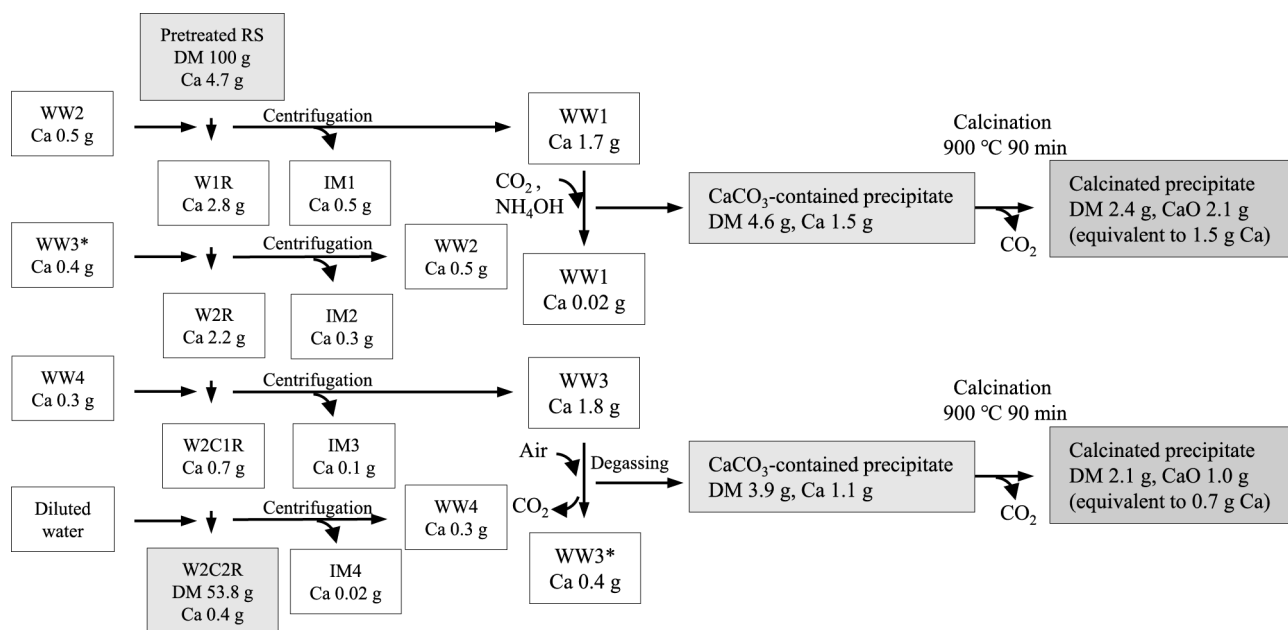 Pretreated RS
DM 100 g
Ca 4.7 g
WW2
Ca 0.5 g
Centrifugation
WW1
Ca 1.7 g
Calcination
900 ℃ 90 min
W1R
Ca 2.8 g
IM1
Ca 0.5 g
CO₂ ,
NH₄OH
CaCO₃-contained precipitate
DM 4.6 g, Ca 1.5 g
CO₂
Calcinated precipitate
DM 2.4 g, CaO 2.1 g
(equivalent to 1.5 g Ca)
WW3*
Ca 0.4 g
Centrifugation
WW2
Ca 0.5 g
WW1
Ca 0.02 g
W2R
Ca 2.2 g
IM2
Ca 0.3 g
WW4
Ca 0.3 g
Centrifugation
WW3
Ca 1.8 g
Calcination
900 ℃ 90 min
W2C1R
Ca 0.7 g
IM3
Ca 0.1 g
Air
Degassing
CO₂
CaCO₃-contained precipitate
DM 3.9 g, Ca 1.1 g
CO₂
Calcinated precipitate
DM 2.1 g, CaO 1.0 g
(equivalent to 0.7 g Ca)
Diluted
water
Centrifugation
WW4
Ca 0.3 g
WW3*
Ca 0.4 g
W2C2R
DM 53.8 g
Ca 0.4 g
IM4
Ca 0.02 g